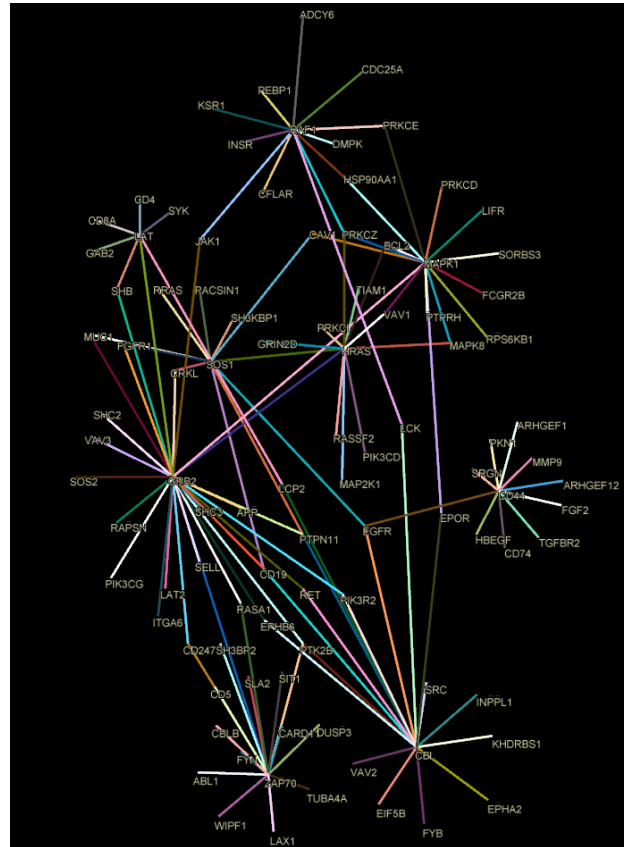 ADCY6
CDC25A
PEBP1
KSR1
RAF1
PRKCE
INSR
DMPK
HSP90AA1
PRKCD
CFLAR
CD4
SYK
LIFR
CD8A
LAT
CAV1
PRKCZ
JAK1
BCL2
SORBS3
GAB2
MAPK1
SHB
RRAS
PACSIN1
TIAM1
FCGR2B
PTPRH
VAV1
SH3KBP1
MUC1
FGFR1
GRIN2D
HRAS
MAPK8
RPS6KB1
SOS1
CRKL
LCK
SHC2
ARHGEF1
VAV3
RASSF2
PKN1
PIK3CD
MMP9
SOS2
GRB2
MAP2K1
SRGN
ARHGEF12
LCP2
CD44
FGF2
SHC3
APP
RAPSN
EGFR
EPOR
PTPN11
HBEGF
TGFBR2
CD74
SELL
CD19
PIK3CG
LAT2
RET
PIK3R2
ITGA6
RASA1
EPHB6
CD247
SH3BP2
PTK2B
SIT1
SLA2
SRC
CD5
INPPL1
CBLB
CARD11
DUSP3
KHDRBS1
CBL
FYN
VAV2
ABL1
ZAP70
TUBA4A
EIF5B
EPHA2
WIPF1
FYB
LAX1